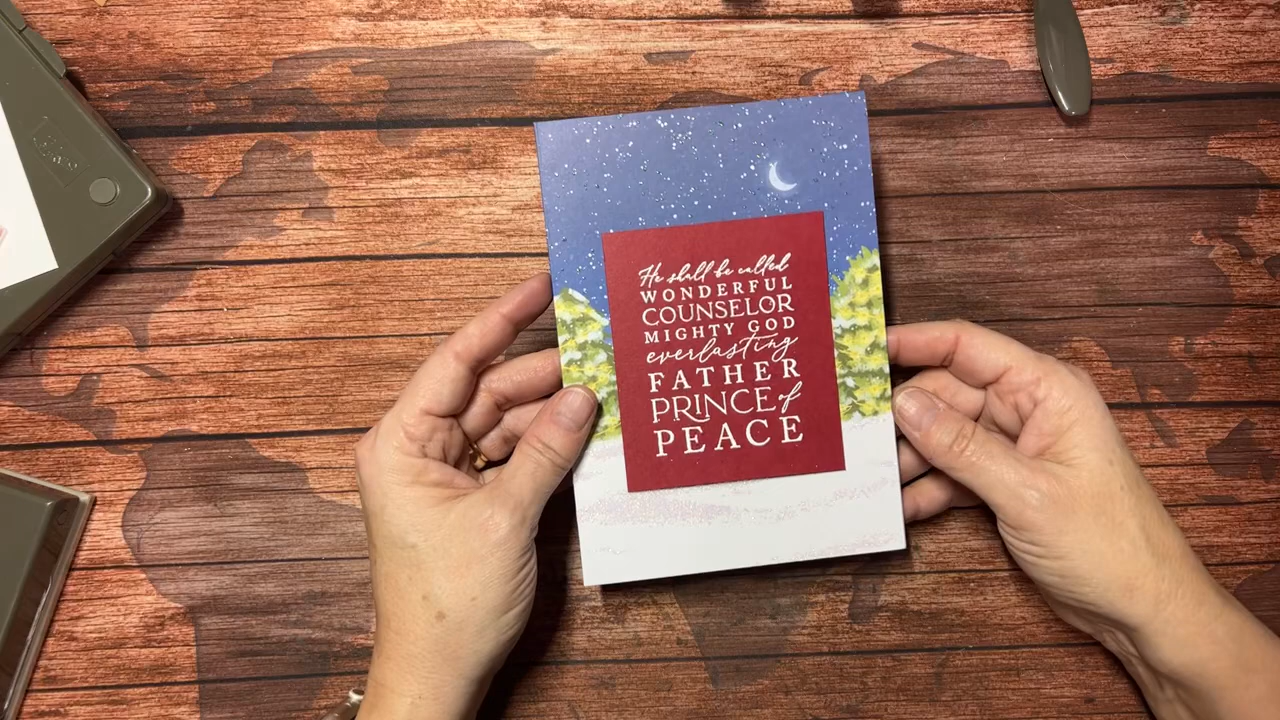 He shall be called
WONDERFUL
COUNSELOR
MIGHTY GOD
everlasting
FATHER
PRINCE of
PEACE